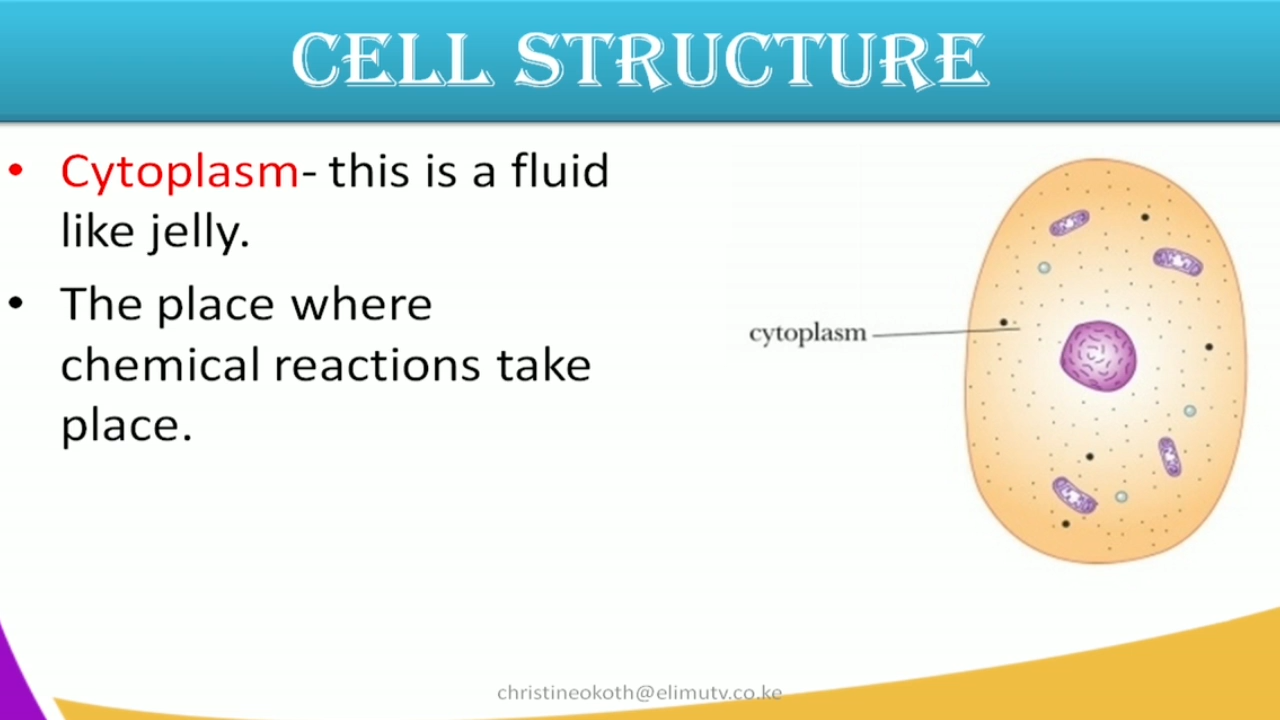 CELL STRUCTURE
• Cytoplasm- this is a fluid
like jelly.
• The place where
chemical reactions take
place.
cytoplasm
christineokoth@elimutv.co.ke